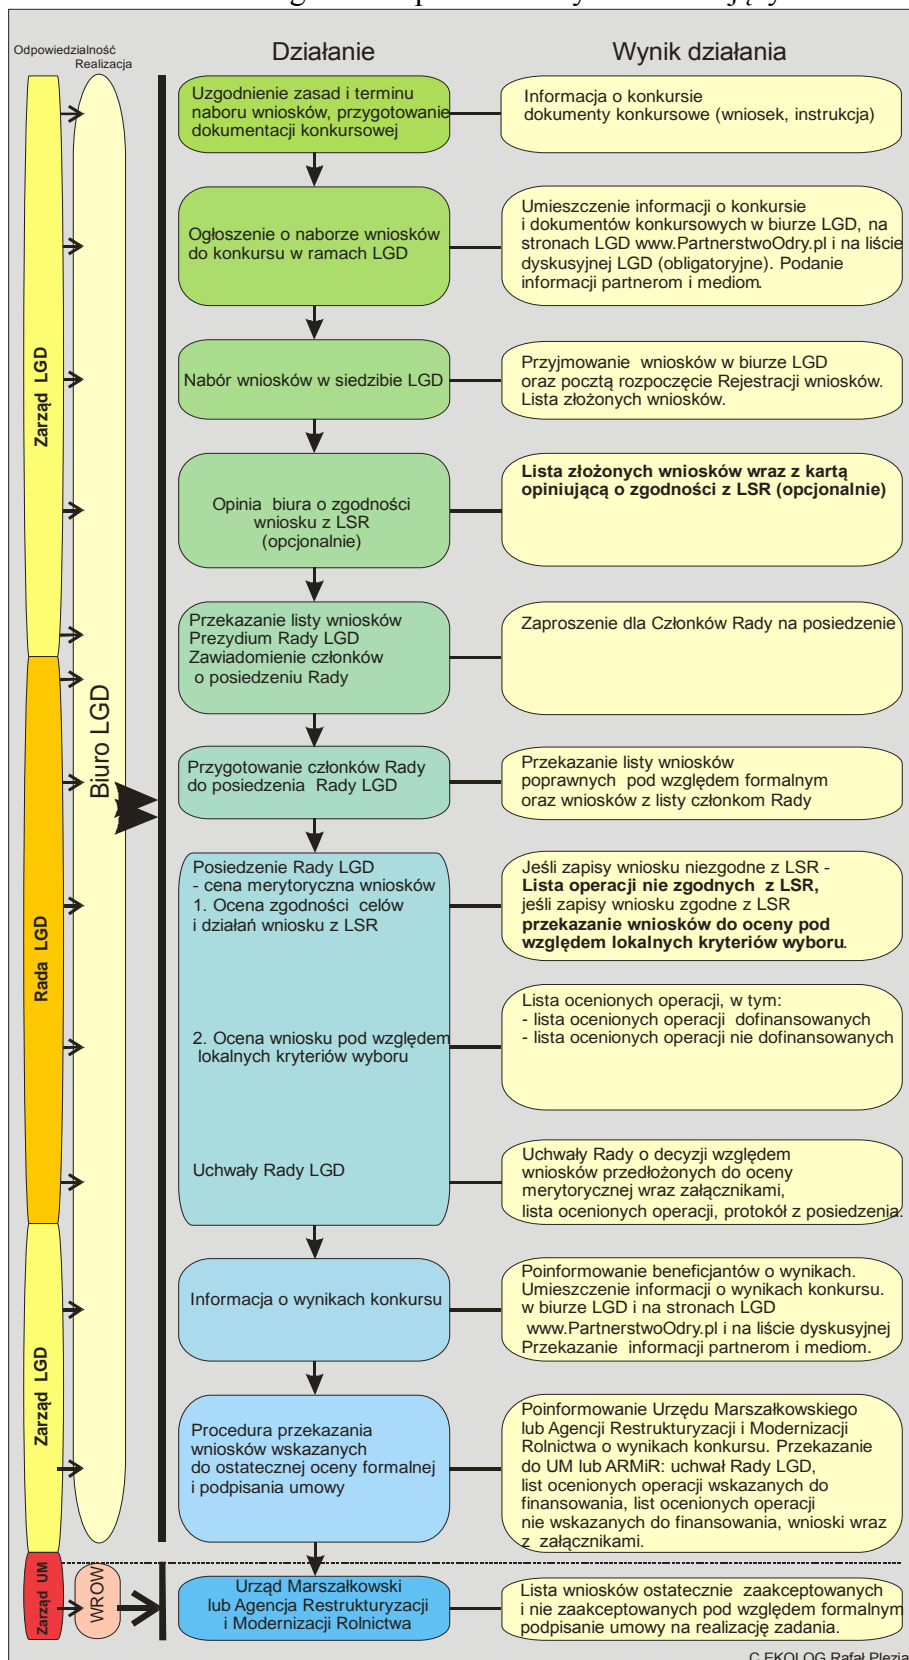 Odpowiedzialność
Realizacja
Działanie
Wynik działania
Uzgodnienie zasad i terminu
naboru wniosków, przygotowanie
dokumentacji konkursowej
Informacja o konkursie
dokumenty konkursowe (wniosek, instrukcja)
Ogłoszenie o naborze wniosków
do konkursu w ramach LGD
Umieszczenie informacji o konkursie
i dokumentów konkursowych w biurze LGD, na
stronach LGD www.PartnerstwoOdry.pl i na liście
dyskusyjnej LGD (obligatoryjne). Podanie
informacji partnerom i mediom.
Zarząd LGD
Nabór wniosków w siedzibie LGD
Przyjmowanie wniosków w biurze LGD
oraz pocztą rozpoczęcie Rejestracji wniosków.
Lista złożonych wniosków.
Opinia biura o zgodności
wniosku z LSR
(opcjonalnie)
Lista złożonych wniosków wraz z kartą
opiniującą o zgodności z LSR (opcjonalnie)
Przekazanie listy wniosków
Prezydium Rady LGD
Zawiadomienie członków
o posiedzeniu Rady
Zaproszenie dla Członków Rady na posiedzenie
Biuro LGD
Przygotowanie członków Rady
do posiedzenia Rady LGD
Przekazanie listy wniosków
poprawnych pod względem formalnym
oraz wniosków z listy członkom Rady
Rada LGD
Posiedzenie Rady LGD
- cena merytoryczna wniosków
1. Ocena zgodności celów
i działań wniosku z LSR
Jeśli zapisy wniosku niezgodne z LSR -
Lista operacji nie zgodnych z LSR,
jeśli zapisy wniosku zgodne z LSR
przekazanie wniosków do oceny pod
względem lokalnych kryteriów wyboru.
2. Ocena wniosku pod względem
lokalnych kryteriów wyboru
Lista ocenionych operacji, w tym:
- lista ocenionych operacji dofinansowanych
- lista ocenionych operacji nie dofinansowanych
Uchwały Rady LGD
Uchwały Rady o decyzji względem
wniosków przedłożonych do oceny
merytorycznej wraz załącznikami,
lista ocenionych operacji, protokół z posiedzenia.
Zarząd LGD
Informacja o wynikach konkursu
Poinformowanie beneficjantów o wynikach.
Umieszczenie informacji o wynikach konkursu.
w biurze LGD i na stronach LGD
www.PartnerstwoOdry.pl i na liście dyskusyjnej
Przekazanie informacji partnerom i mediom.
Procedura przekazania
wniosków wskazanych
do ostatecznej oceny formalnej
i podpisania umowy
Poinformowanie Urzędu Marszałkowskiego
lub Agencji Restrukturyzacji i Modernizacji
Rolnictwa o wynikach konkursu. Przekazanie
do UM lub ARMiR: uchwał Rady LGD,
list ocenionych operacji wskazanych do
finansowania, list ocenionych operacji
nie wskazanych do finansowania, wnioski wraz
z załącznikami.
Zarząd UM
WROW
Urząd Marszałkowski
lub Agencja Restrukturyzacji
i Modernizacji Rolnictwa
Lista wniosków ostatecznie zaakceptowanych
i nie zaakceptowanych pod względem formalnym
podpisanie umowy na realizację zadania.
C EKOLOG Rafał Plezia